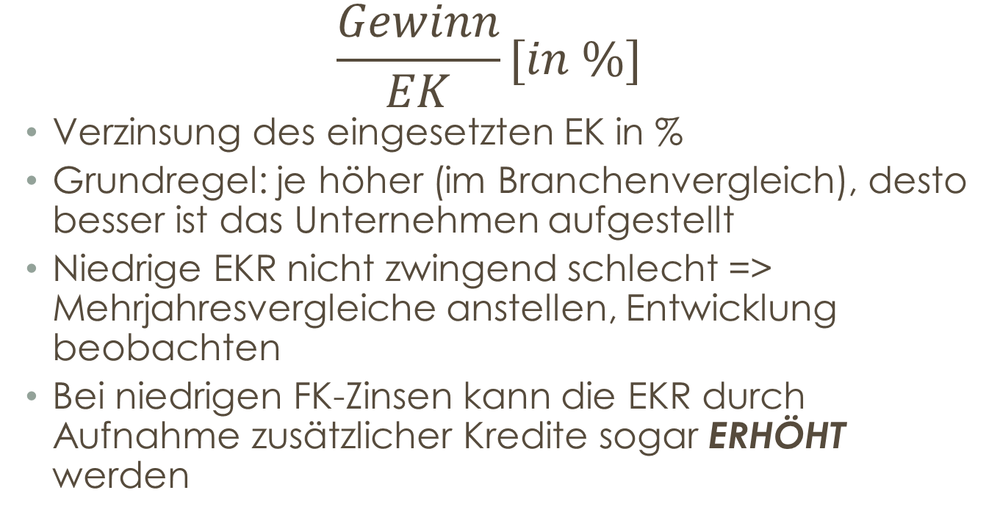 Gewinn
EK
[in %]
• Verzinsung des eingesetzten EK in %
• Grundregel: je höher (im Branchenvergleich), desto
besser ist das Unternehmen aufgestellt
• Niedrige EKR nicht zwingend schlecht =>
Mehrjahresvergleiche anstellen, Entwicklung
beobachten
• Bei niedrigen FK-Zinsen kann die EKR durch
Aufnahme zusätzlicher Kredite sogar ERHÖHT
werden